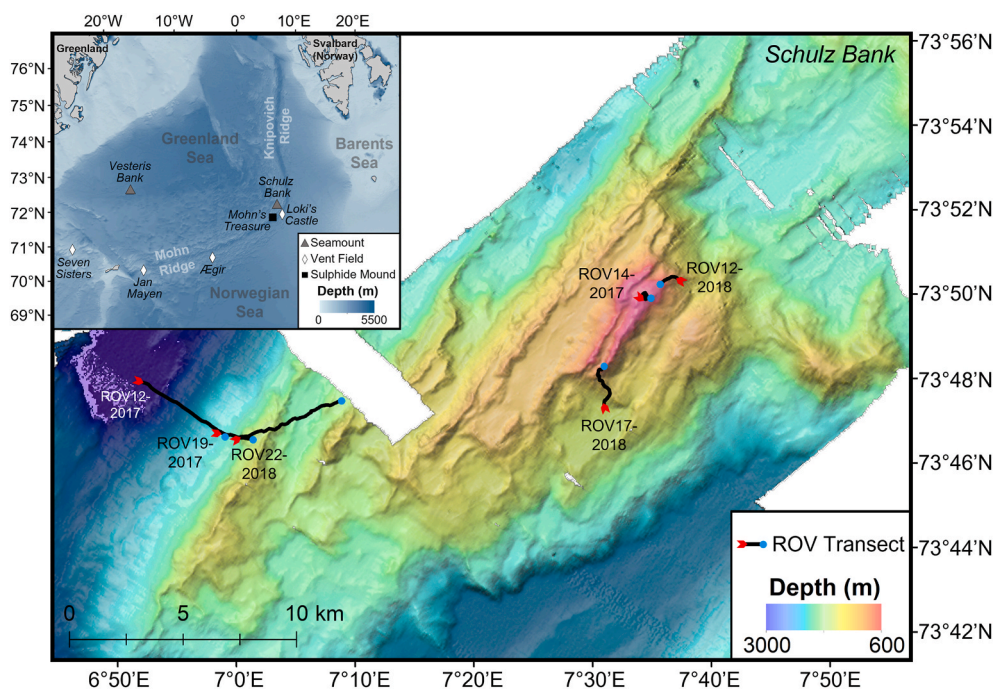 20°W 10°W 0° 10°E 20°E
Greenland
Svalbard
(Norway)
Schulz Bank
73°56'E
76°N
75°N
74°N
73°N
72°N
71°N
70°N
69°N
Greenland
Sea
Knipovich
Ridge
Barents
Sea
Vesteris
Bank
Schulz
Bank
Mohn's
Treasure
Loki's
Castle
Mohn
Ridge
Seven
Sisters
Jan
Mayen
Ægir
Norwegian
Sea
Seamount
Vent Field
Sulphide Mound
Depth (m)
0 5500
73°54'E
73°52'E
73°50'N
73°48'N
73°46'N
73°44'N
73°42'N
ROV14-
2017
ROV12-
2018
ROV17-
2018
ROV12-
2017
ROV19-
2017
ROV22-
2018
ROV Transect
Depth (m)
3000 600
0 5 10 km
6°50'E 7°0'E 7°10'E 7°20'E 7°30'E 7°40'E 7°50'E